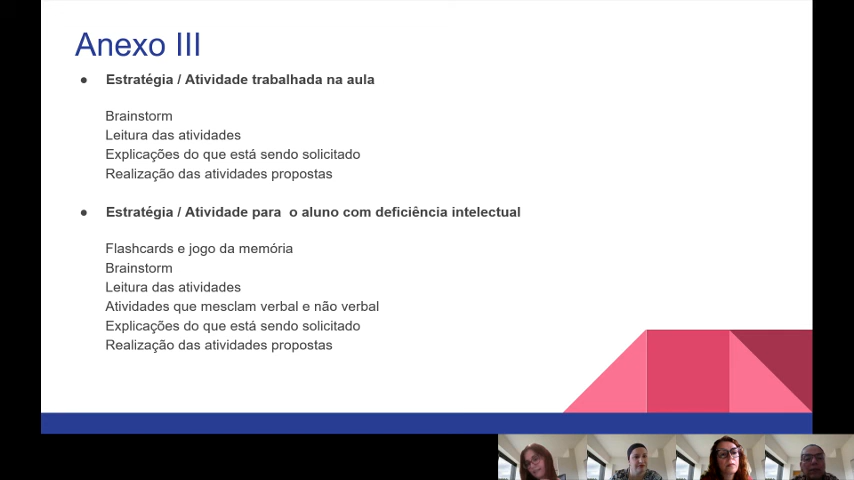 Anexo III
● Estratégia / Atividade trabalhada na aula
Brainstorm
Leitura das atividades
Explicações do que está sendo solicitado
Realização das atividades propostas
● Estratégia / Atividade para o aluno com deficiência intelectual
Flashcards e jogo da memória
Brainstorm
Leitura das atividades
Atividades que mesclam verbal e não verbal
Explicações do que está sendo solicitado
Realização das atividades propostas